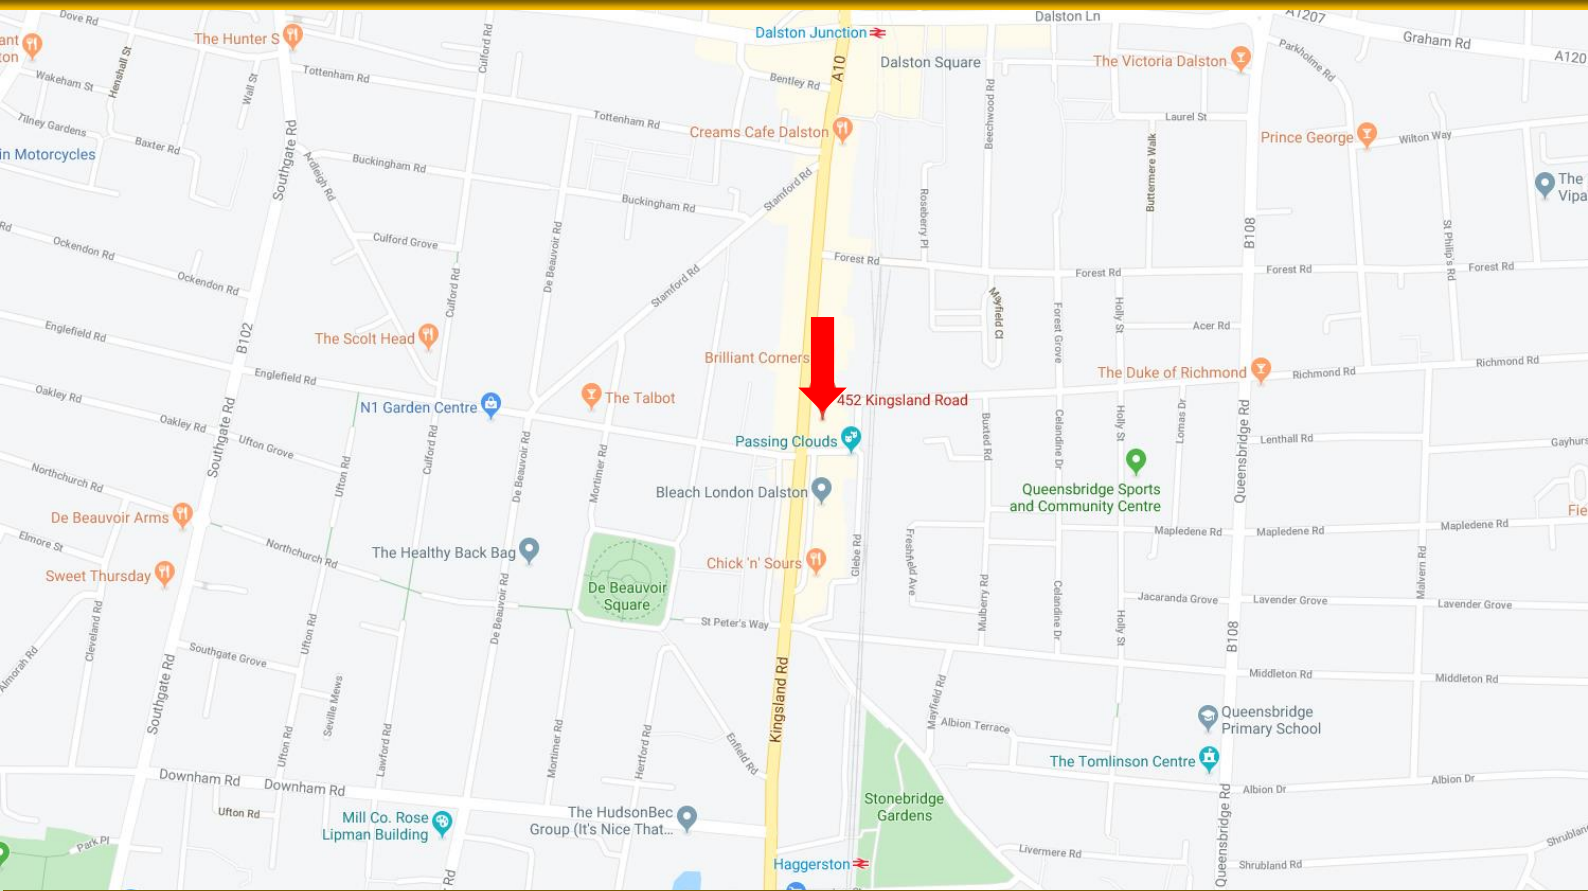 Dove Rd
Dalston Ln
A1207
Culford Rd
The Hunter S
Dalston Junction
Graham Rd
Henshall St
Parkholme Rd
A10
Dalston Square
The Victoria Dalston
A120
Wakeham St
Wall St
Tottenham Rd
Bentley Rd
Beechwood Rd
Tilney Gardens
Tottenham Rd
Creams Cafe Dalston
Laurel St
Prince George
Wilton Way
in Motorcycles
Baxter Rd
Southgate Rd
Ardleigh Rd
Buckingham Rd
Buttermere Walk
The
Vipa
Buckingham Rd
Stamford Rd
Roseberry Pl
B108
St Philip's Rd
Ockendon Rd
Culford Grove
De Beauvoir Rd
Forest Rd
Forest Rd
Forest Rd
Forest Rd
Ockendon Rd
Culford Rd
Stamford Rd
Mayfield Cl
Holly St
Forest Grove
Englefield Rd
B102
The Scolt Head
Acer Rd
Brilliant Corners
The Duke of Richmond
Richmond Rd
Richmond Rd
Englefield Rd
Oakley Rd
N1 Garden Centre
The Talbot
452 Kingsland Road
Oakley Rd
Ufton Grove
Southgate Rd
Culford Rd
Passing Clouds
Buxted Rd
Celandine Dr
Holly St
Lomas Dr
Queensbridge Rd
Lenthall Rd
Gayhurs
Northchurch Rd
Ufton Rd
De Beauvoir Rd
Mortimer Rd
Bleach London Dalston
Queensbridge Sports
and Community Centre
Fie
De Beauvoir Arms
Mapledene Rd
Mapledene Rd
Mapledene Rd
Elmore St
Northchurch Rd
The Healthy Back Bag
Chick 'n' Sours
Glebe Rd
Freshfield Ave
Malvern Rd
Sweet Thursday
De Beauvoir
Square
Mulberry Rd
Celandine Dr
Holly St
Jacaranda Grove
Lavender Grove
Lavender Grove
Cleveland Rd
Ufton Rd
De Beauvoir Rd
St Peter's Way
B108
Almorah Rd
Southgate Grove
Southgate Rd
Seville Mews
Kingsland Rd
Mayfield Rd
Middleton Rd
Middleton Rd
Ufton Rd
Lawford Rd
Mortimer Rd
Hertford Rd
Enfield Rd
Albion Terrace
Queensbridge
Primary School
The Tomlinson Centre
Downham Rd
Downham Rd
Albion Dr
Albion Dr
Ufton Rd
Mill Co. Rose
Lipman Building
The HudsonBec
Group (It's Nice That...
Stonebridge
Gardens
Queensbridge Rd
Park Pl
Haggerston
Livermere Rd
Shrubland Rd
Shrublan
Rd